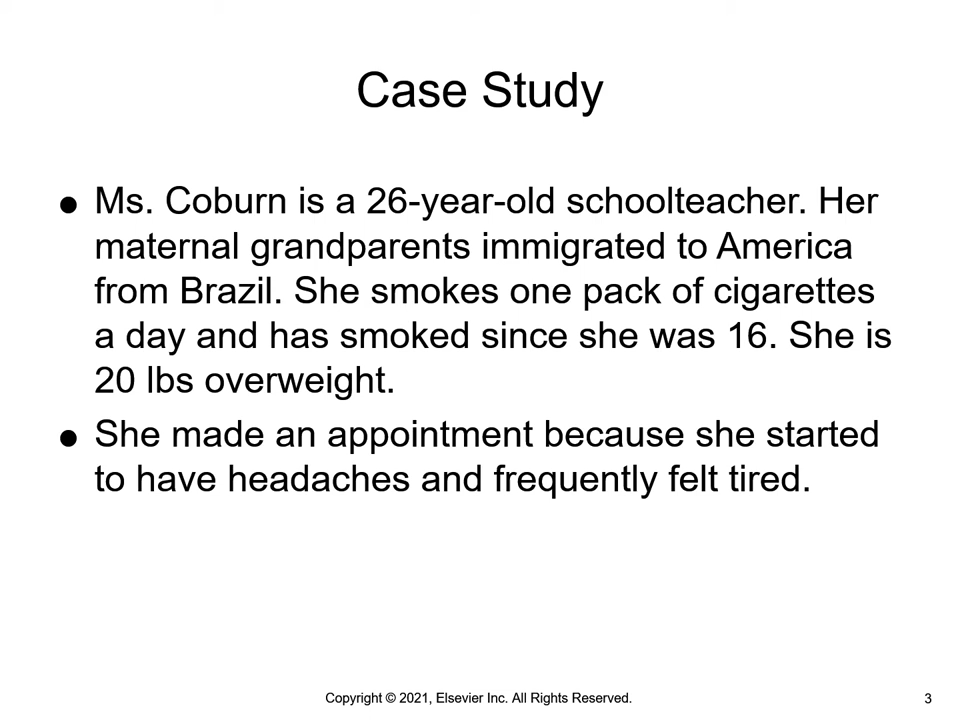 Case Study
● Ms. Coburn is a 26-year-old schoolteacher. Her
maternal grandparents immigrated to America
from Brazil. She smokes one pack of cigarettes
a day and has smoked since she was 16. She is
20 lbs overweight.
● She made an appointment because she started
to have headaches and frequently felt tired.
Copyright © 2021, Elsevier Inc. All Rights Reserved.
3